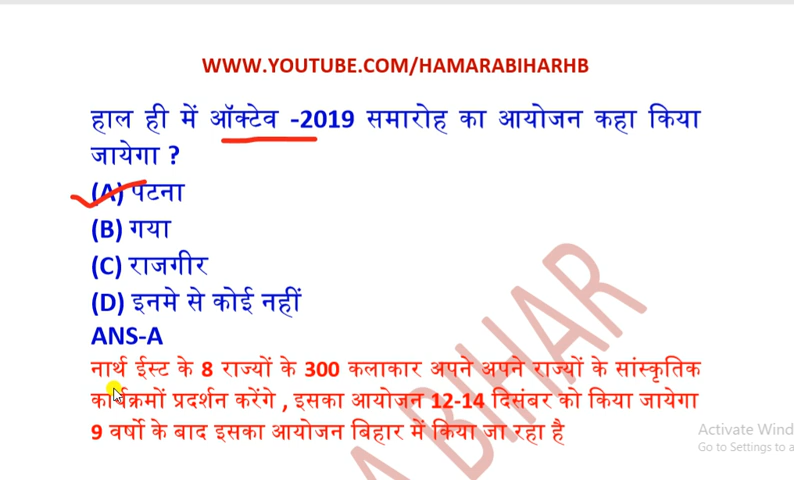 WWW.YOUTUBE.COM/HAMARABIHARHB
हाल ही में ऑक्टेव -2019 समारोह का आयोजन कहा किया
जायेगा ?
(A) पटना
(B) गया
(C) राजगीर
(D) इनमे से कोई नहीं
ANS-A
नार्थ ईस्ट के 8 राज्यों के 300 कलाकार अपने अपने राज्यों के सांस्कृतिक
कार्यक्रमों प्रदर्शन करेंगे , इसका आयोजन 12-14 दिसंबर को किया जायेगा
9 वर्षो के बाद इसका आयोजन बिहार में किया जा रहा है
A BIHAR
Activate Wind
Go to Settings to a